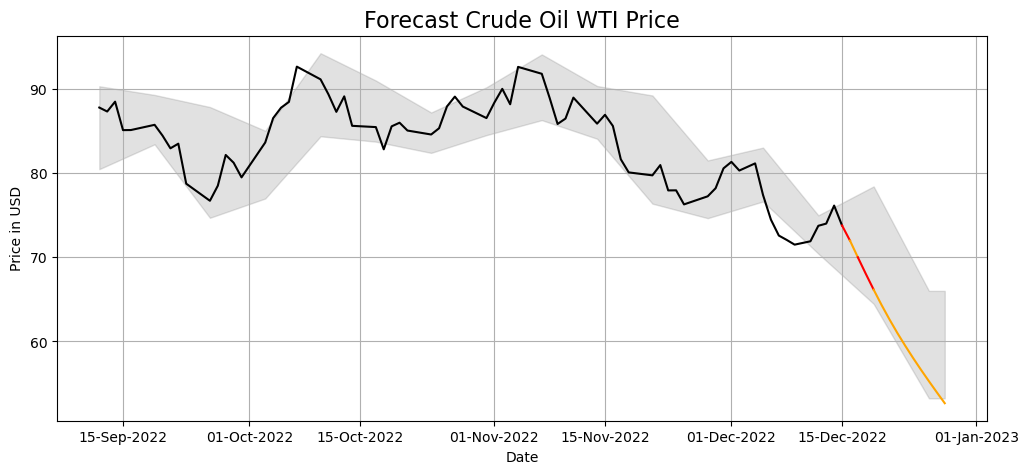 Forecast Crude Oil WTI Price
Price in USD
90
80
70
60
15-Sep-2022
01-Oct-2022
15-Oct-2022
01-Nov-2022
15-Nov-2022
01-Dec-2022
15-Dec-2022
01-Jan-2023
Date